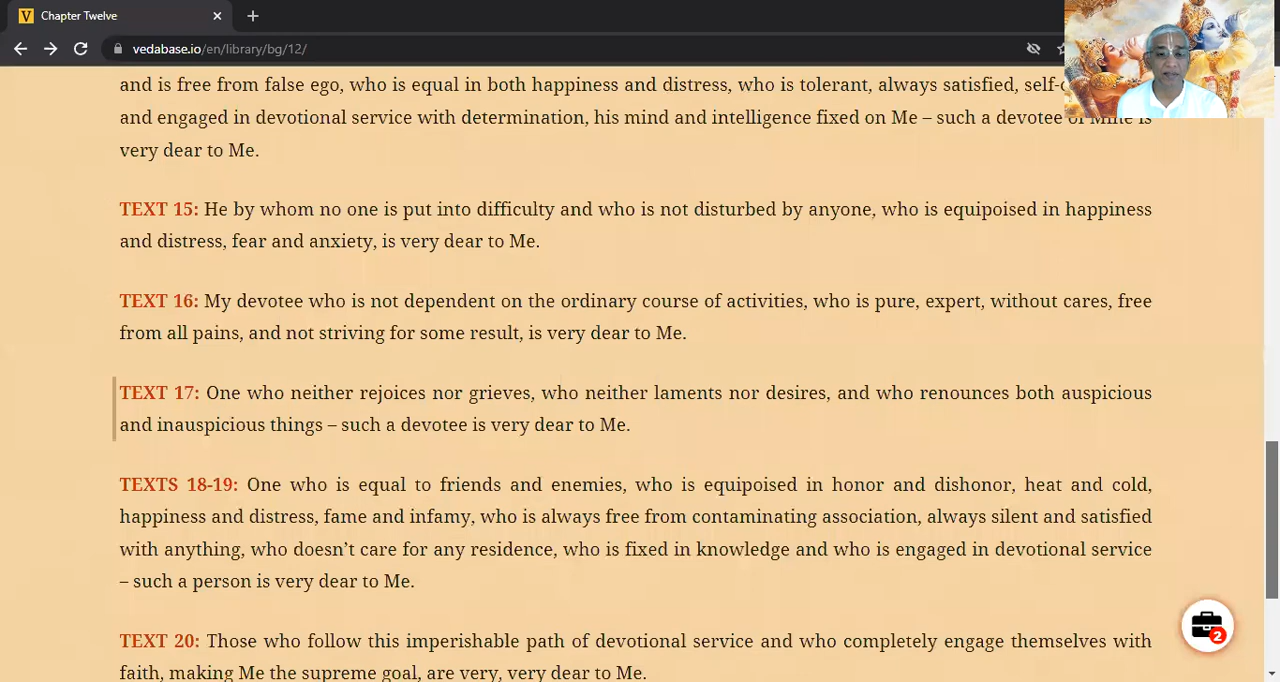 Chapter Twelve
vedabase.io/en/library/bg/12/
and is free from false ego, who is equal in both happiness and distress, who is tolerant, always satisfied,
and engaged in devotional service with determination, his mind and intelligence fixed on Me – such a devotee of Mine is
very dear to Me.
TEXT 15: He by whom no one is put into difficulty and who is not disturbed by anyone, who is equipoised in happiness
and distress, fear and anxiety, is very dear to Me.
TEXT 16: My devotee who is not dependent on the ordinary course of activities, who is pure, expert, without cares, free
from all pains, and not striving for some result, is very dear to Me.
TEXT 17: One who neither rejoices nor grieves, who neither laments nor desires, and who renounces both auspicious
and inauspicious things – such a devotee is very dear to Me.
TEXTS 18-19: One who is equal to friends and enemies, who is equipoised in honor and dishonor, heat and cold,
happiness and distress, fame and infamy, who is always free from contaminating association, always silent and satisfied
with anything, who doesn’t care for any residence, who is fixed in knowledge and who is engaged in devotional service
– such a person is very dear to Me.
TEXT 20: Those who follow this imperishable path of devotional service and who completely engage themselves with
faith, making Me the supreme goal, are very, very dear to Me.
2